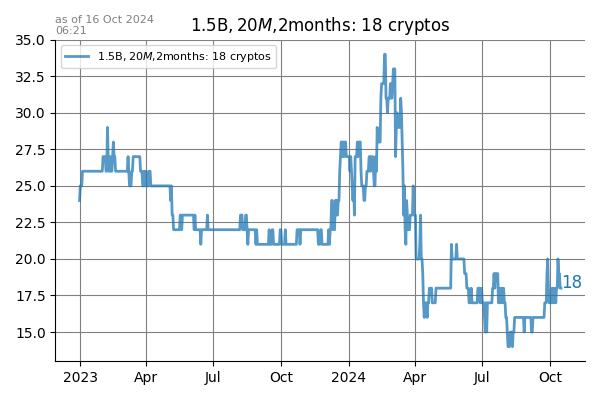 as of 16 Oct 2024
06:21
1.5B, 20M,2months: 18 cryptos
1.5B, 20M,2months: 18 cryptos
35.0
32.5
30.0
27.5
25.0
22.5
20.0
17.5
15.0
18
2023 Apr Jul Oct 2024 Apr Jul Oct